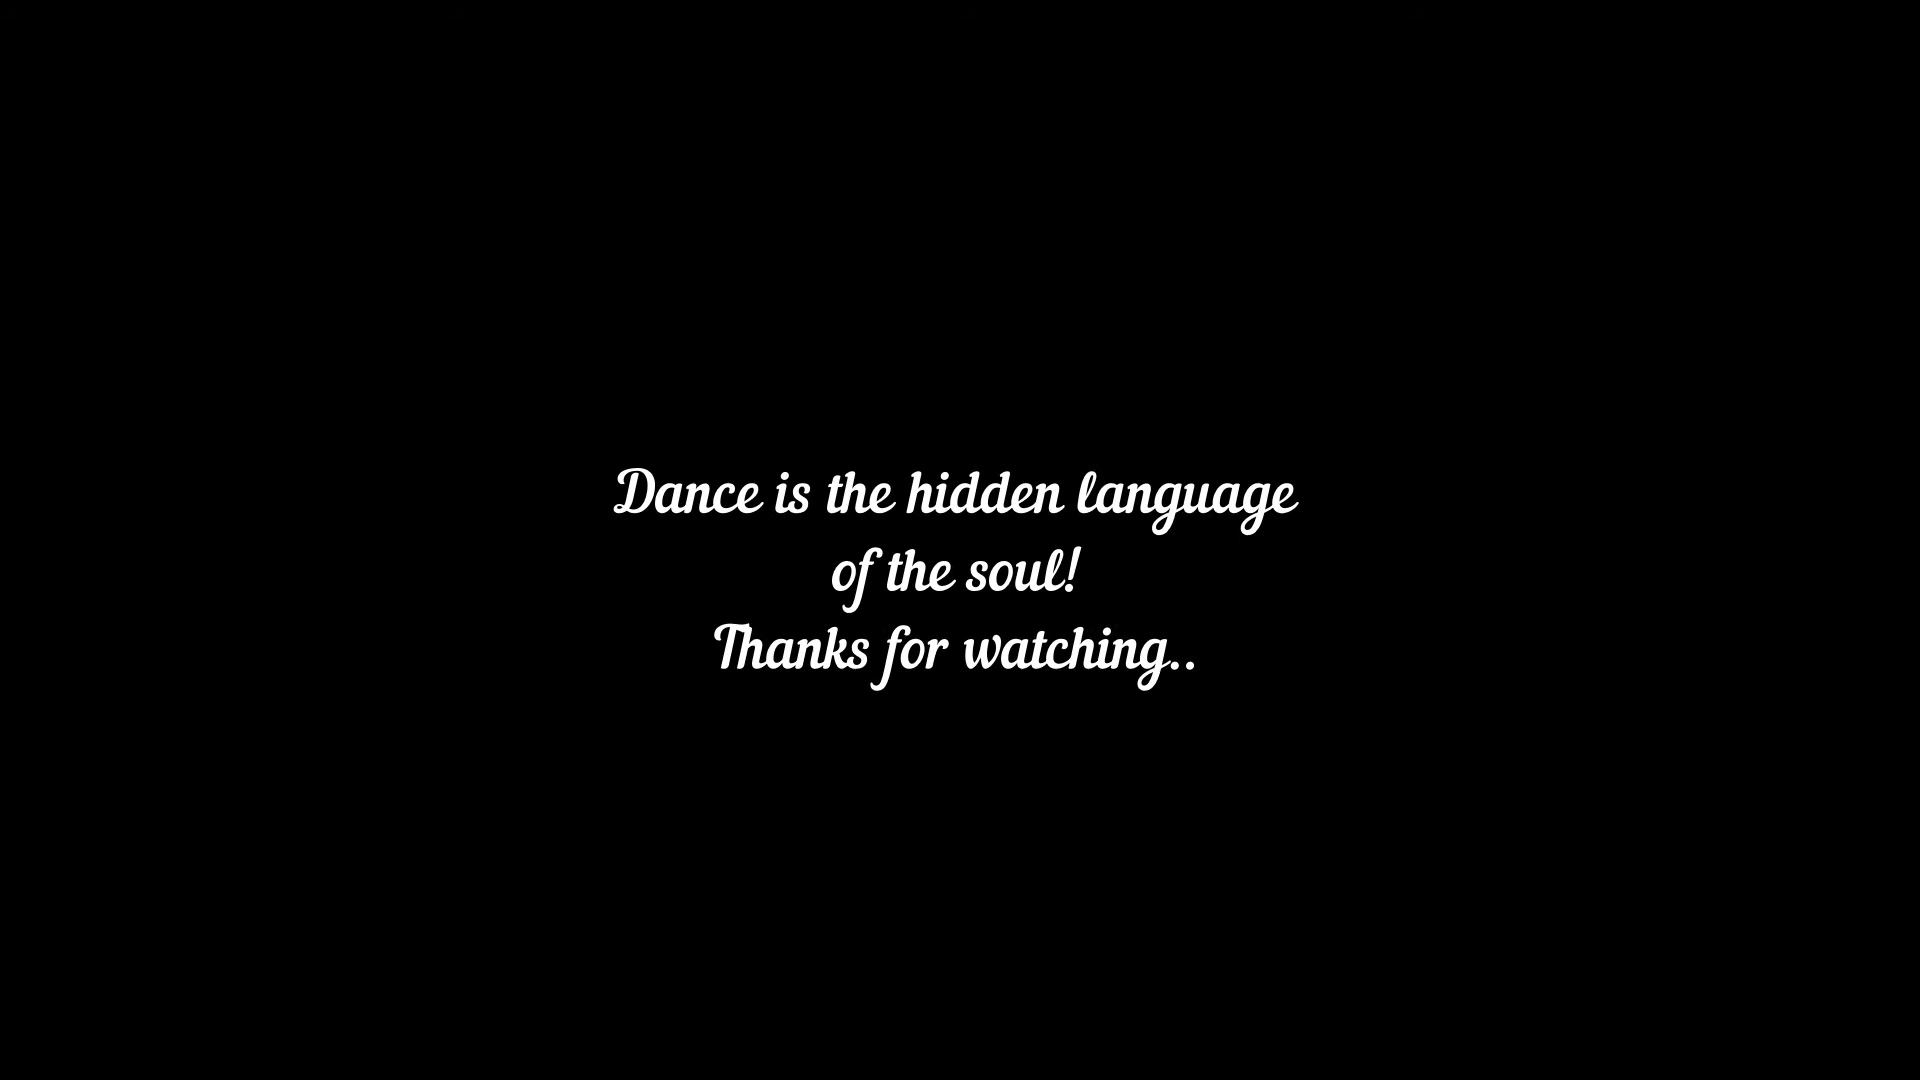 Dance is the hidden language
of the soul!
Thanks for watching..